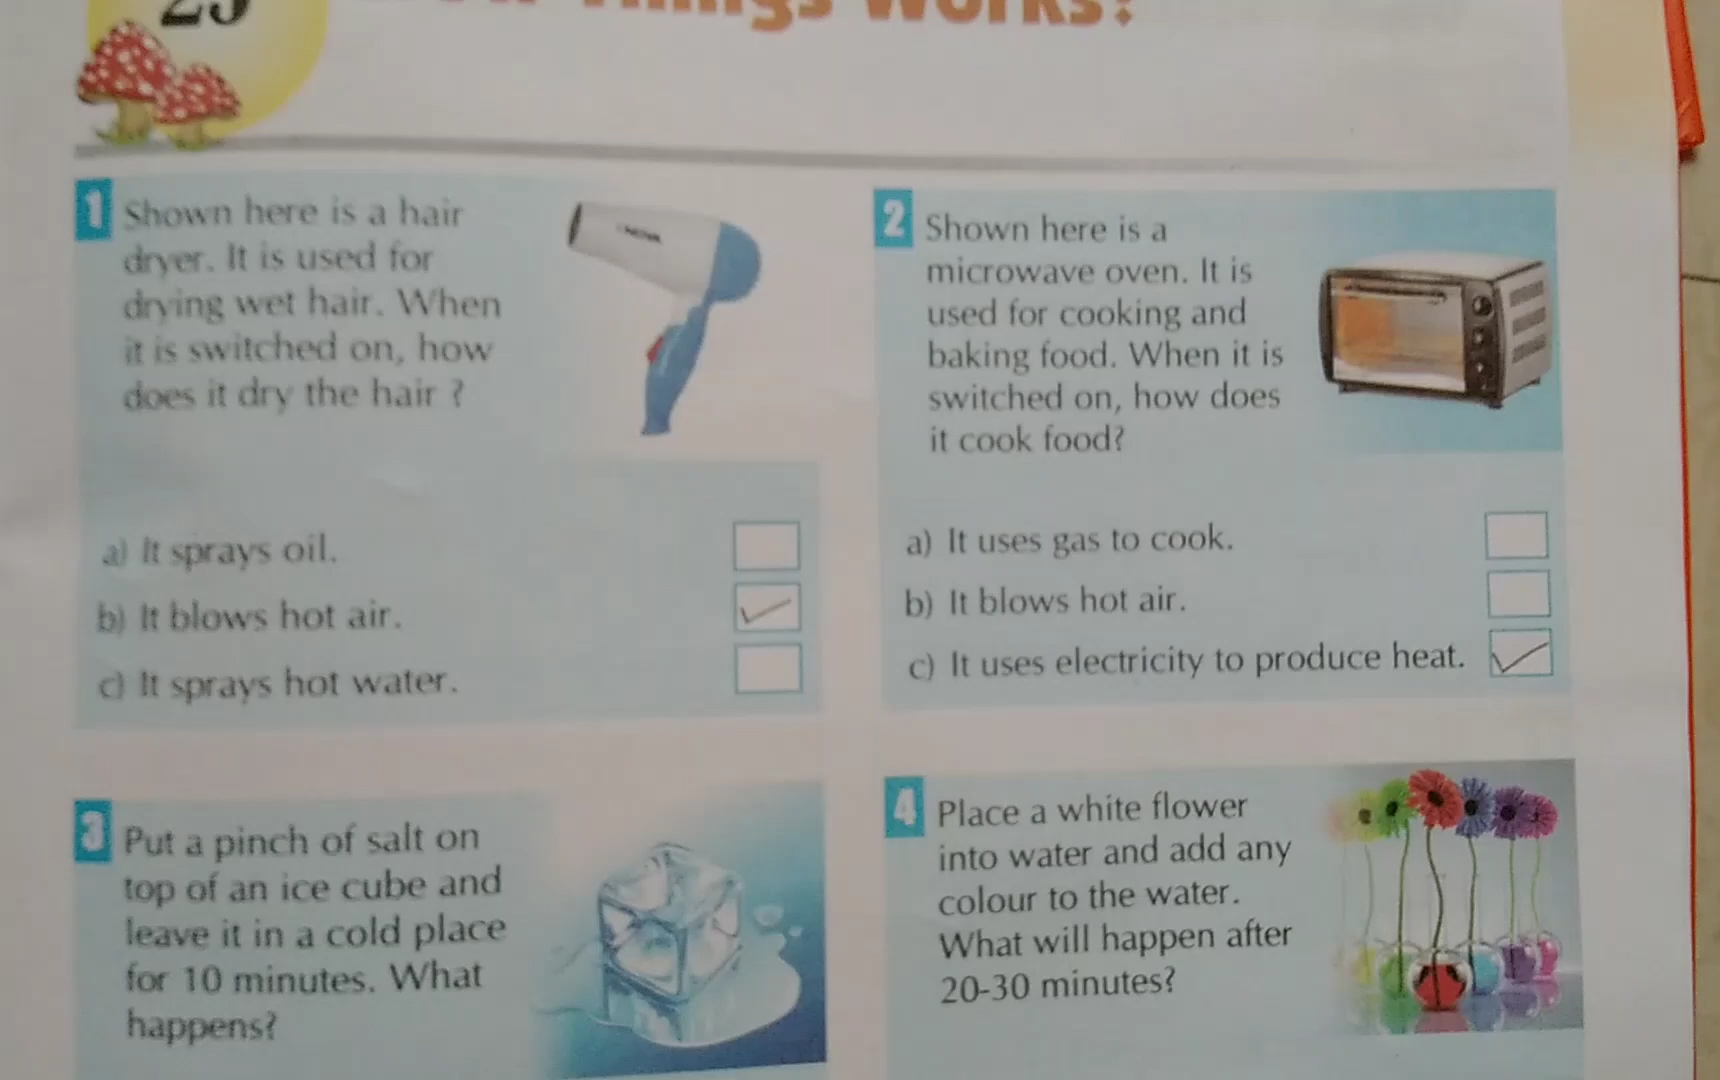 Things Works?
1 Shown here is a hair
dryer. It is used for
drying wet hair. When
it is switched on, how
does it dry the hair ?
a) It sprays oil.
b) It blows hot air.
c) It sprays hot water.
2 Shown here is a
microwave oven. It is
used for cooking and
baking food. When it is
switched on, how does
it cook food?
a) It uses gas to cook.
b) It blows hot air.
c) It uses electricity to produce heat.
3 Put a pinch of salt on
top of an ice cube and
leave it in a cold place
for 10 minutes. What
happens?
4 Place a white flower
into water and add any
colour to the water.
What will happen after
20-30 minutes?